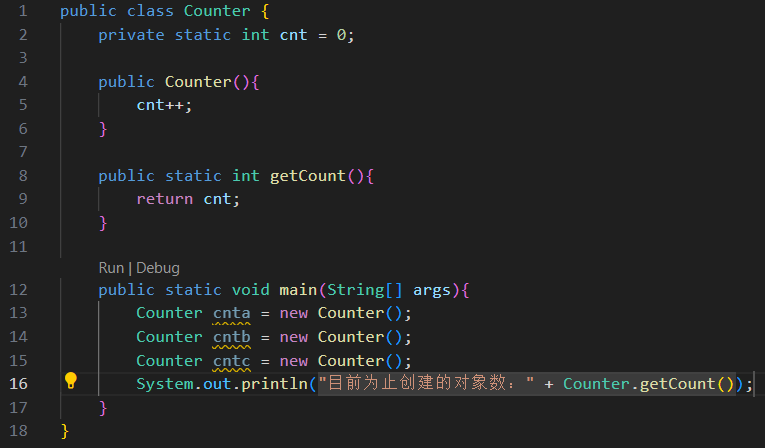 1 public class Counter {
2 private static int cnt = 0;
3
4 public Counter(){
5 cnt++;
6 }
7
8 public static int getCount(){
9 return cnt;
10 }
11
Run | Debug
12 public static void main(String[] args){
13 Counter cnta = new Counter();
14 Counter cntb = new Counter();
15 Counter cntc = new Counter();
16 System.out.println("目前为止创建的对象数：" + Counter.getCount());
17 }
18 }